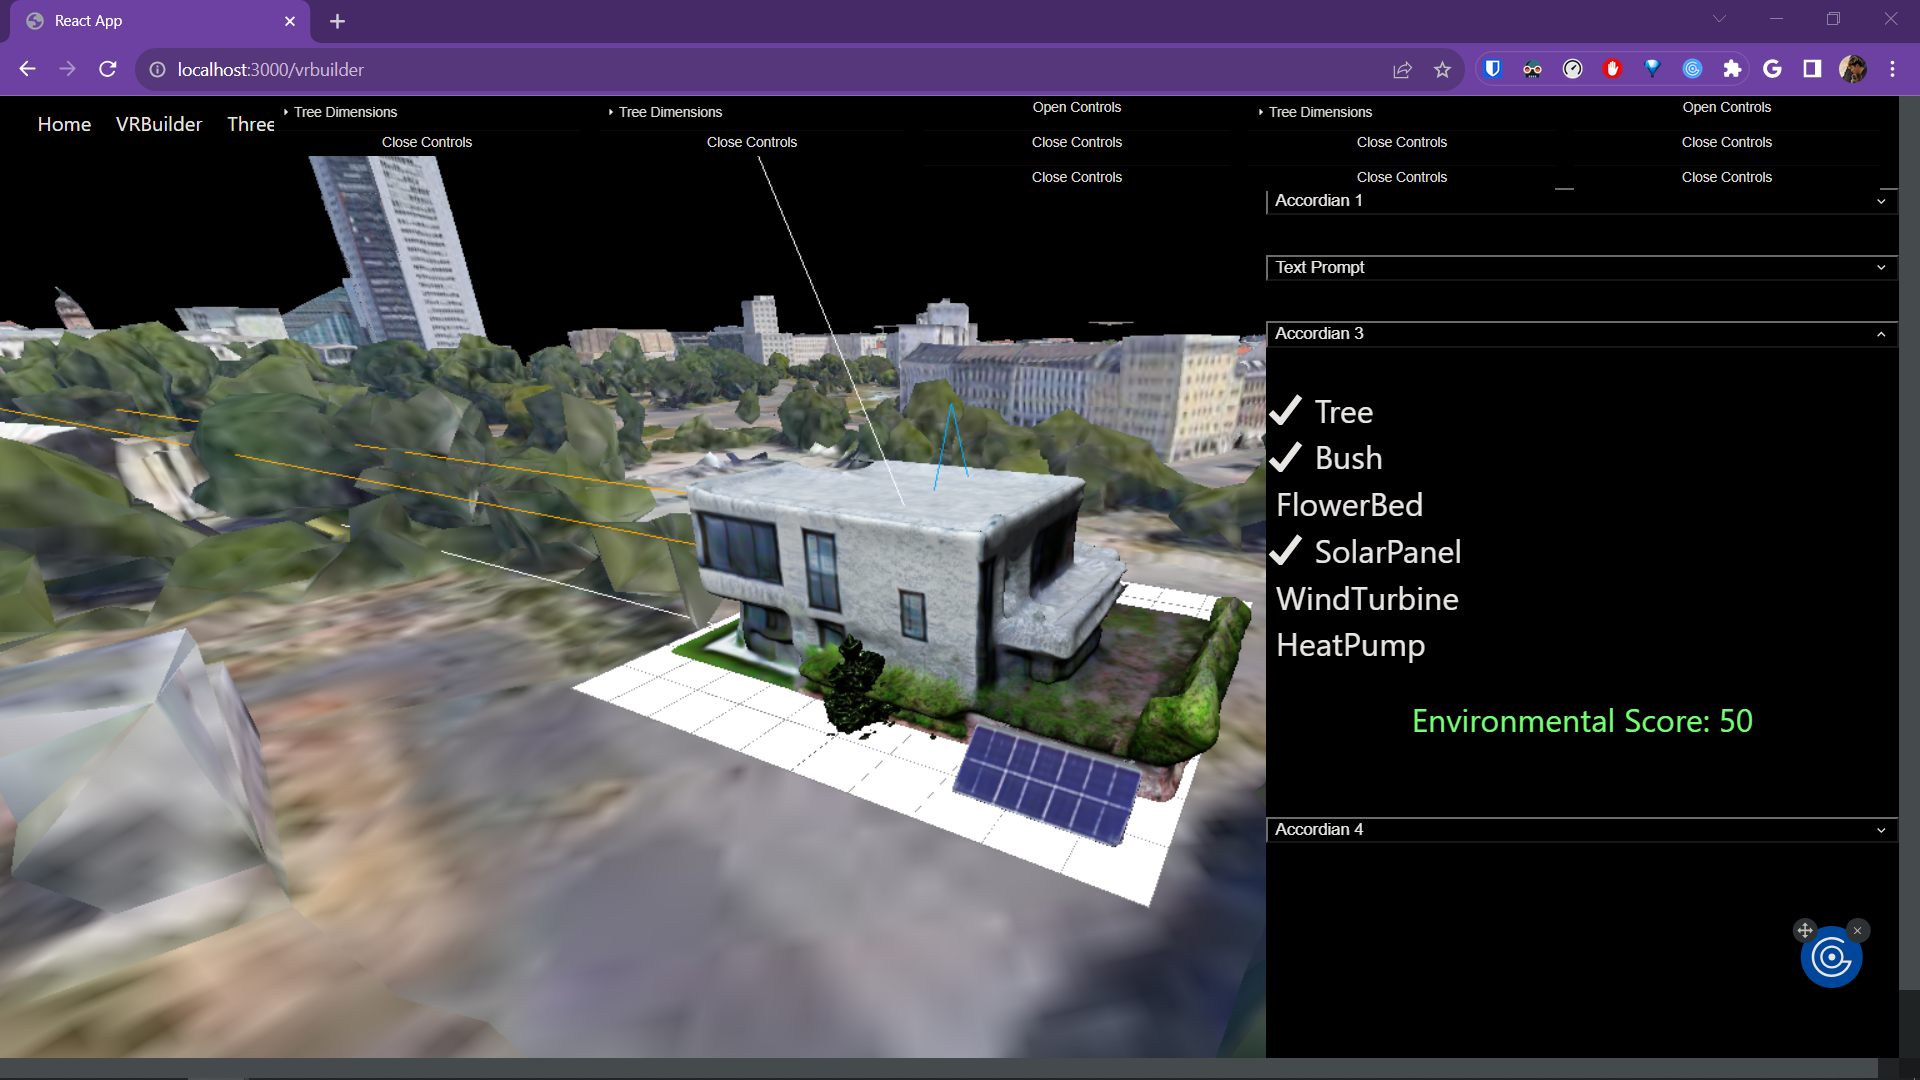 React App
localhost:3000/vrbuilder
Home VRBuilder Three
Tree Dimensions
Close Controls
Tree Dimensions
Close Controls
Open Controls
Close Controls
Close Controls
Tree Dimensions
Close Controls
Close Controls
Open Controls
Close Controls
Close Controls
Accordian 1
Text Prompt
Accordian 3
Tree
Bush
FlowerBed
SolarPanel
WindTurbine
HeatPump
Environmental Score: 50
Accordian 4